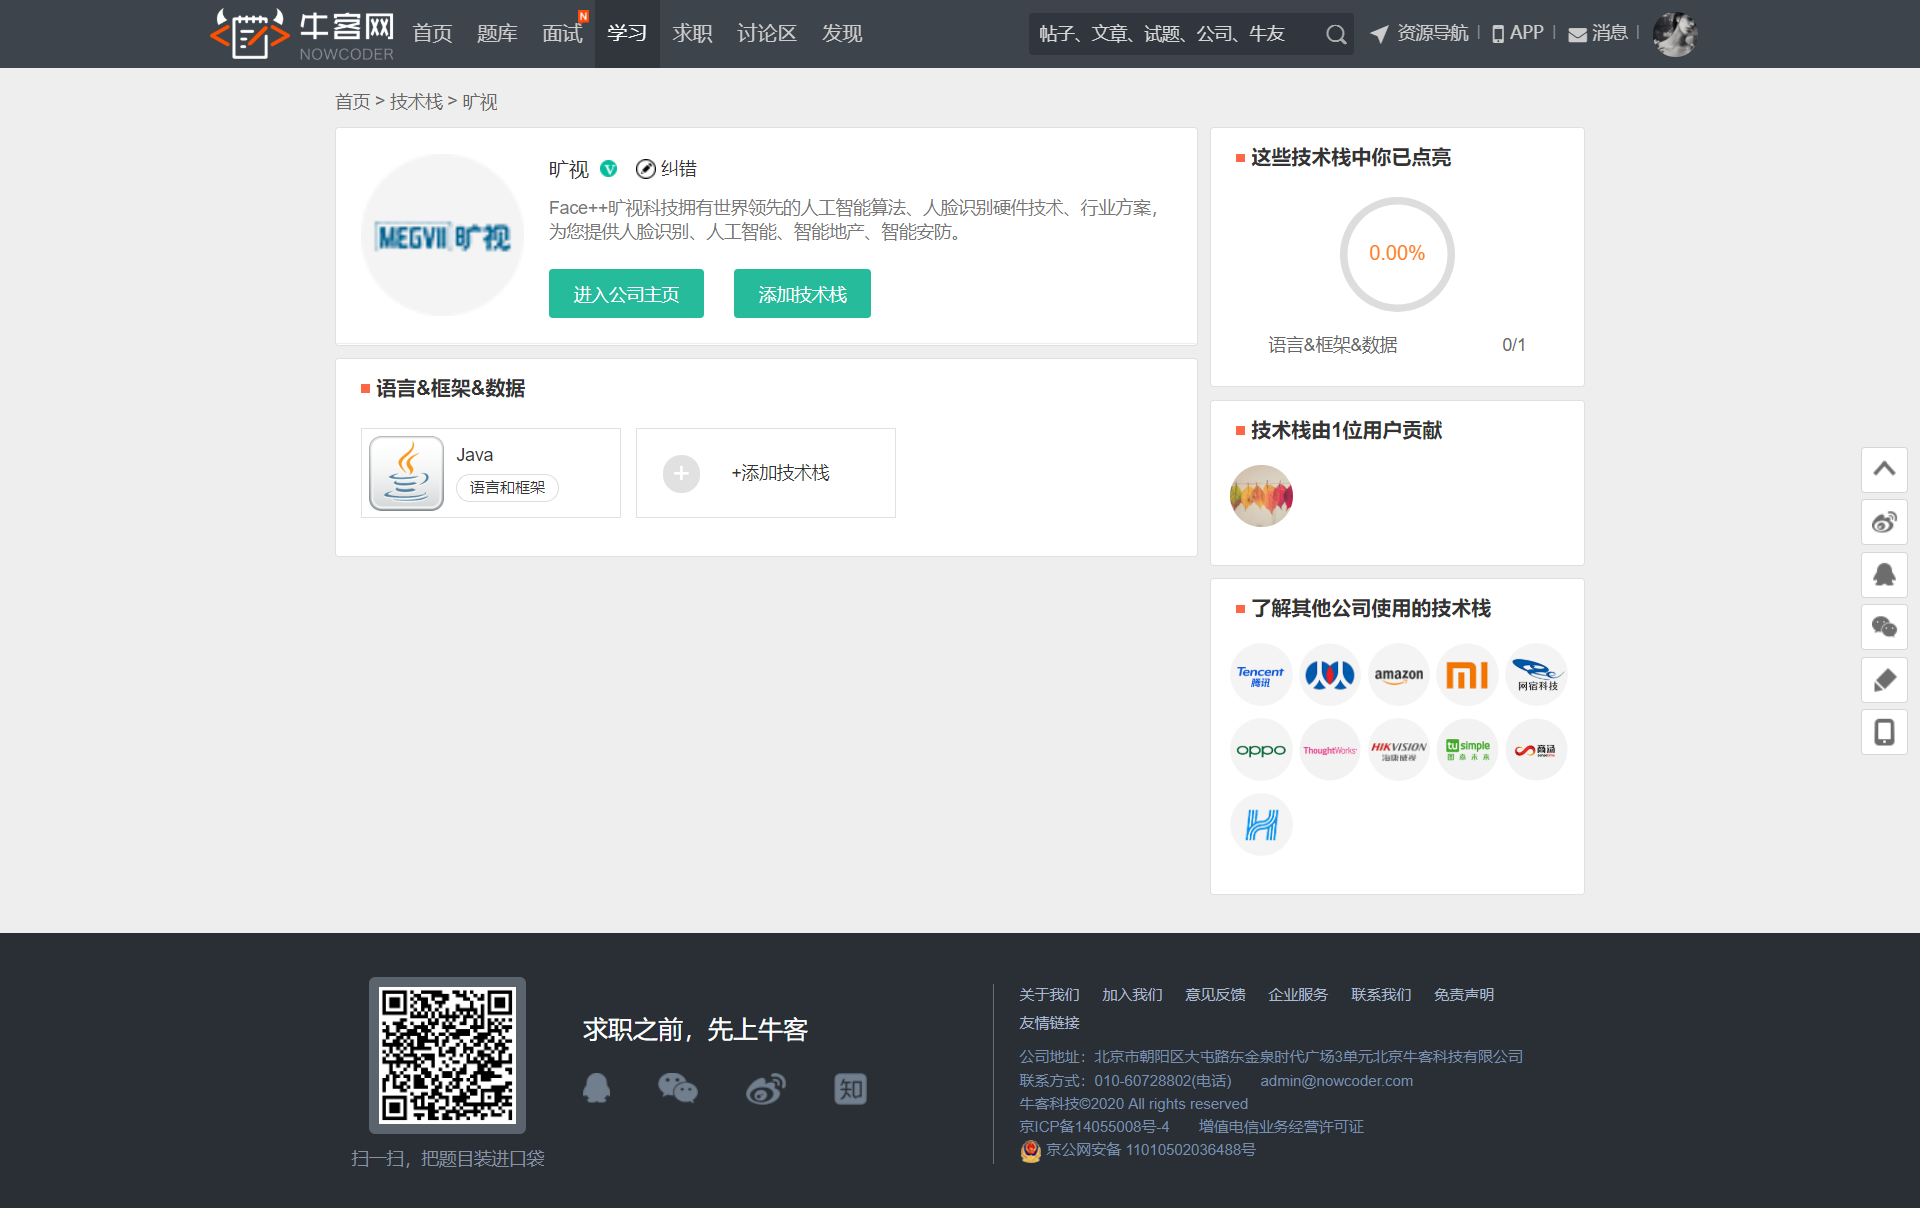 牛客网
NOWCODER
首页 题库 面试 N 学习 求职 讨论区 发现
帖子、文章、试题、公司、牛友
资源导航 APP 消息
首页 > 技术栈 > 旷视
MEGVII 旷视
旷视 V 纠错
Face++旷视科技拥有世界领先的人工智能算法、人脸识别硬件技术、行业方案，
为您提供人脸识别、人工智能、智能地产、智能安防。
进入公司主页 添加技术栈
语言&框架&数据
Java
语言和框架
+添加技术栈
这些技术栈中你已点亮
0.00%
语言&框架&数据 0/1
技术栈由1位用户贡献
了解其他公司使用的技术栈
Tencent
腾讯
amazon
mi
网宿科技
oppo
ThoughtWorks
HIKVISION
海康威视
tusimple
图森未来
商汤
求职之前，先上牛客
知
扫一扫，把题目装进口袋
关于我们 加入我们 意见反馈 企业服务 联系我们 免责声明
友情链接
公司地址：北京市朝阳区大屯路东金泉时代广场3单元北京牛客科技有限公司
联系方式：010-60728802(电话) admin@nowcoder.com
牛客科技©2020 All rights reserved
京ICP备14055008号-4 增值电信业务经营许可证
京公网安备 11010502036488号